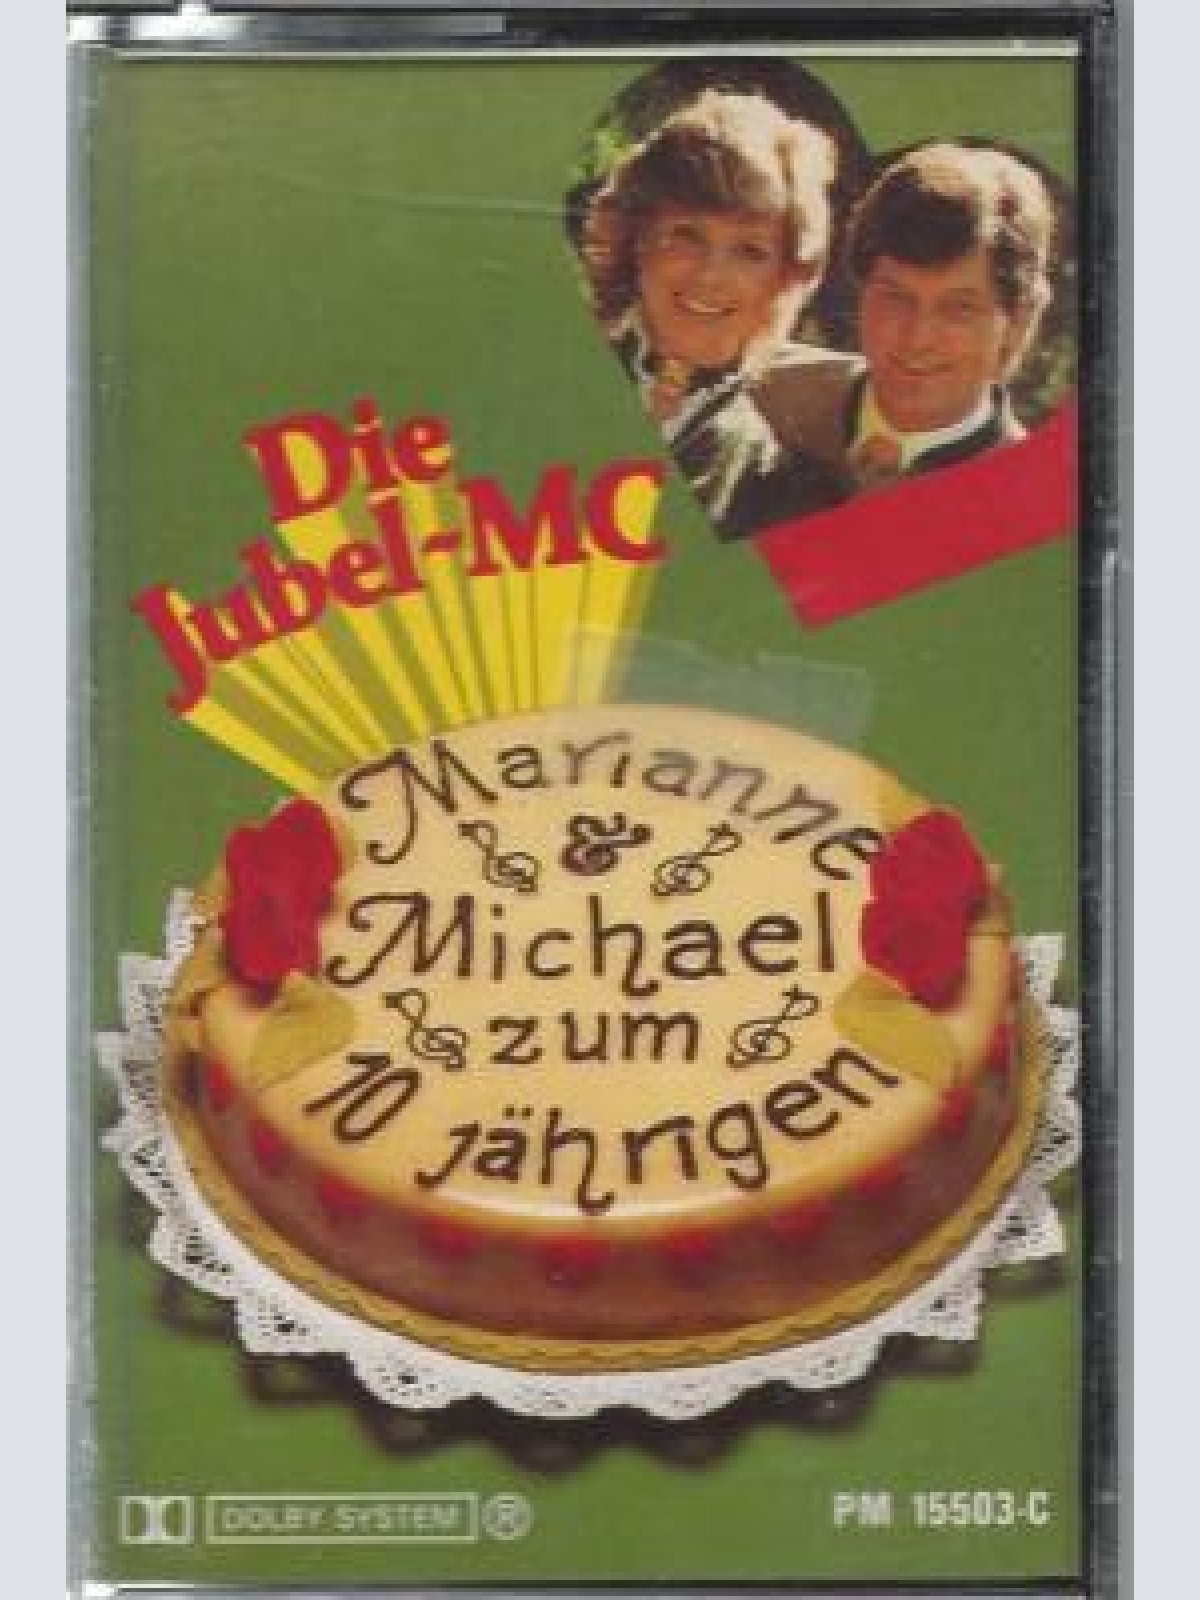 Die
Jubel-MC
Marianne
&
Michael
zum
10 jährigen
DOLBY SYSTEM ®
PM 15503-C